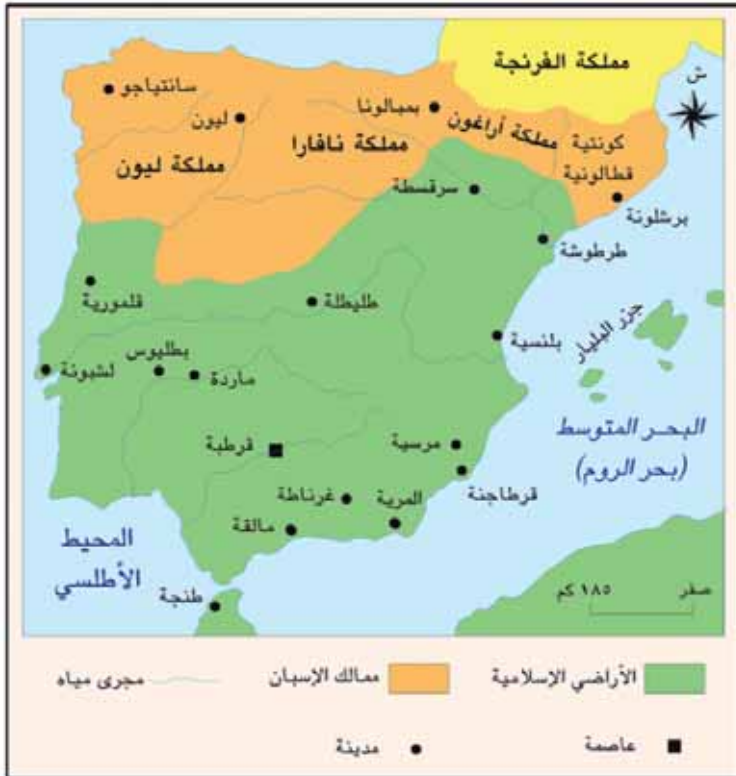 مملكة الفرنجة
ش
سانتياجو
ليون
بمبالونا
مملكة أراغون
كونتية
قطالونية
مملكة نافارا
مملكة ليون
سرقسطة
برشلونة
طرطوشة
قلمورية
طليطلة
جزر البليار
بلنسية
بطليوس
لشبونة
ماردة
البحر المتوسط
(بحر الروم)
قرطبة
مرسية
قرطاجنة
غرناطة
المرية
مالقة
المحيط
الأطلسي
طنجة
صفر
١٨٥ كم
الأراضي الإسلامية
ممالك الإسبان
مجرى مياه
عاصمة
مدينة